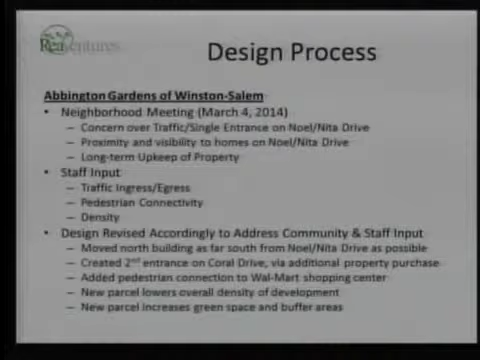 ReaVentures
Design Process
Abbington Gardens of Winston-Salem
• Neighborhood Meeting (March 4, 2014)
– Concern over Traffic/Single Entrance on Noel/Nita Drive
– Proximity and visibility to homes on Noel/Nita Drive
– Long-term Upkeep of Property
• Staff Input
– Traffic Ingress/Egress
– Pedestrian Connectivity
– Density
• Design Revised Accordingly to Address Community & Staff Input
– Moved north building as far south from Noel/Nita Drive as possible
– Created 2nd entrance on Coral Drive, via additional property purchase
– Added pedestrian connection to Wal-Mart shopping center
– New parcel lowers overall density of development
– New parcel increases green space and buffer areas